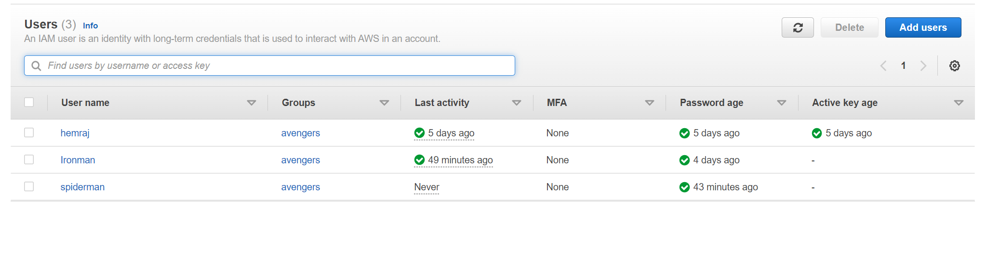 Users (3) Info
Delete
Add users
An IAM user is an identity with long-term credentials that is used to interact with AWS in an account.
Find users by username or access key
1
User name Groups Last activity MFA Password age Active key age
hemraj avengers 5 days ago None 5 days ago 5 days ago
Ironman avengers 49 minutes ago None 4 days ago -
spiderman avengers Never None 43 minutes ago -